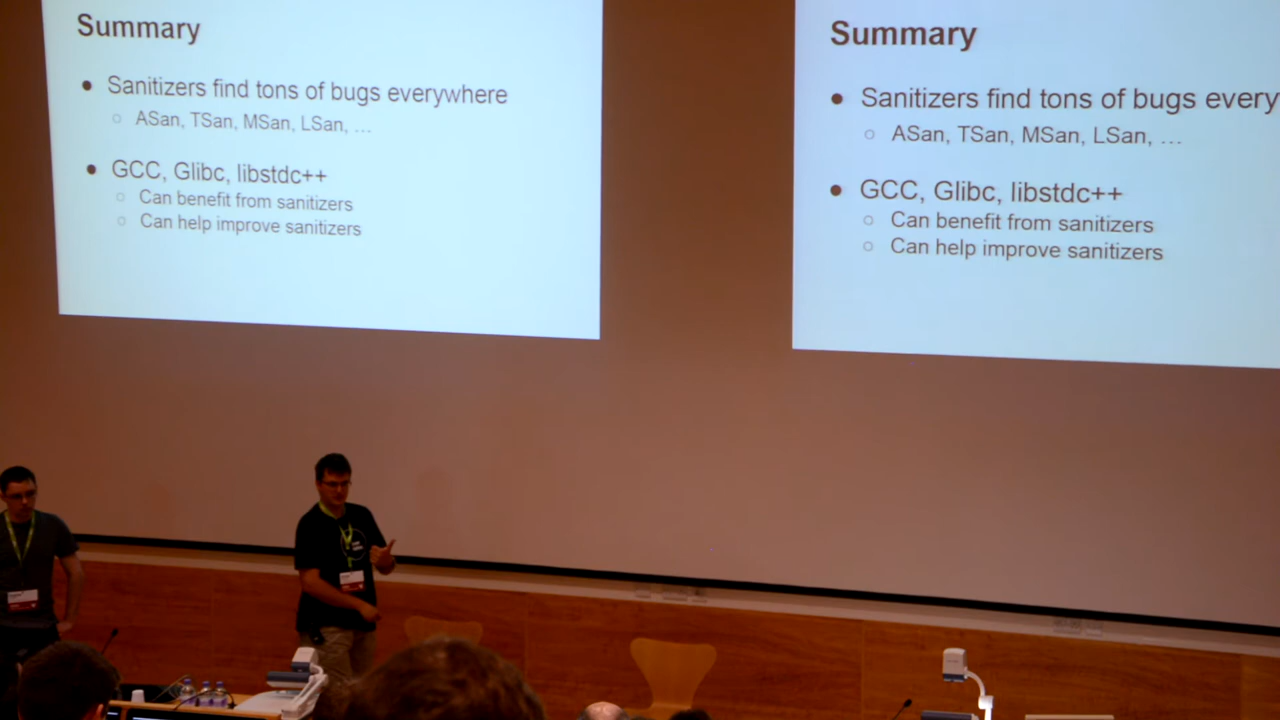 Summary
● Sanitizers find tons of bugs everywhere
○ ASan, TSan, MSan, LSan, ...
● GCC, Glibc, libstdc++
○ Can benefit from sanitizers
○ Can help improve sanitizers
Summary
● Sanitizers find tons of bugs every
○ ASan, TSan, MSan, LSan, ...
● GCC, Glibc, libstdc++
○ Can benefit from sanitizers
○ Can help improve sanitizers